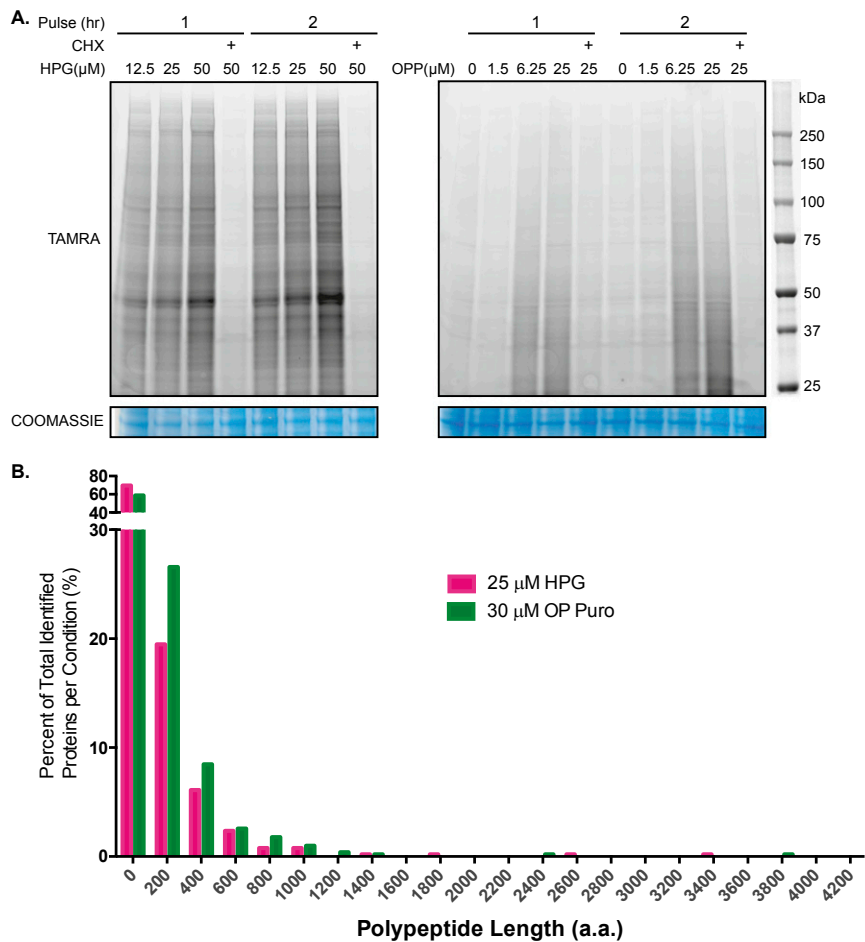 A.
Pulse (hr) 1 2 1 2
CHX + + + +
HPG(μM) 12.5 25 50 50 12.5 25 50 50 OPP(μM) 0 1.5 6.25 25 25 0 1.5 6.25 25 25
kDa
250
150
100
TAMRA
75
50
37
25
COOMASSIE
B.
80
60
40
30
20
10
0
Percent of Total Identified
Proteins per Condition (%)
25 μM HPG
30 μM OP Puro
0 200 400 600 800 1000 1200 1400 1600 1800 2000 2200 2400 2600 2800 3000 3200 3400 3600 3800 4000 4200
Polypeptide Length (a.a.)